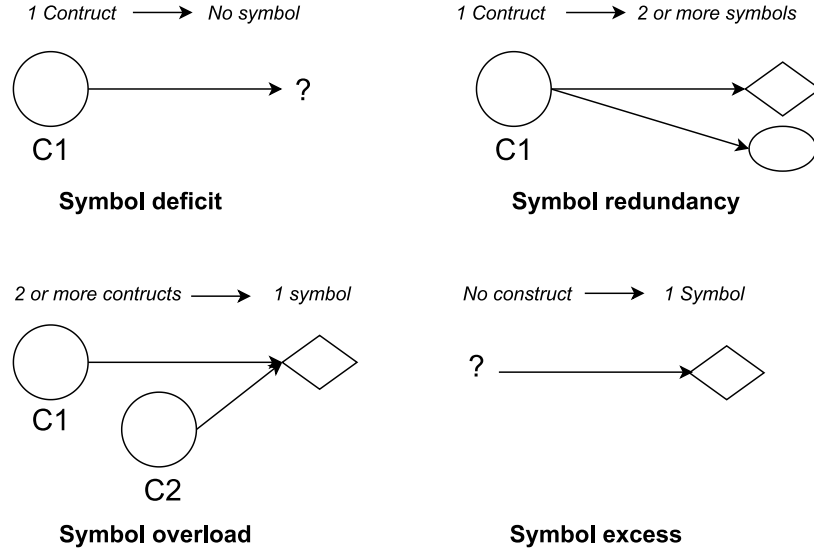 1 Contruct No symbol
?
C1
Symbol deficit
1 Contruct 2 or more symbols
C1
Symbol redundancy
2 or more contructs 1 symbol
C1
C2
Symbol overload
No construct 1 Symbol
?
Symbol excess